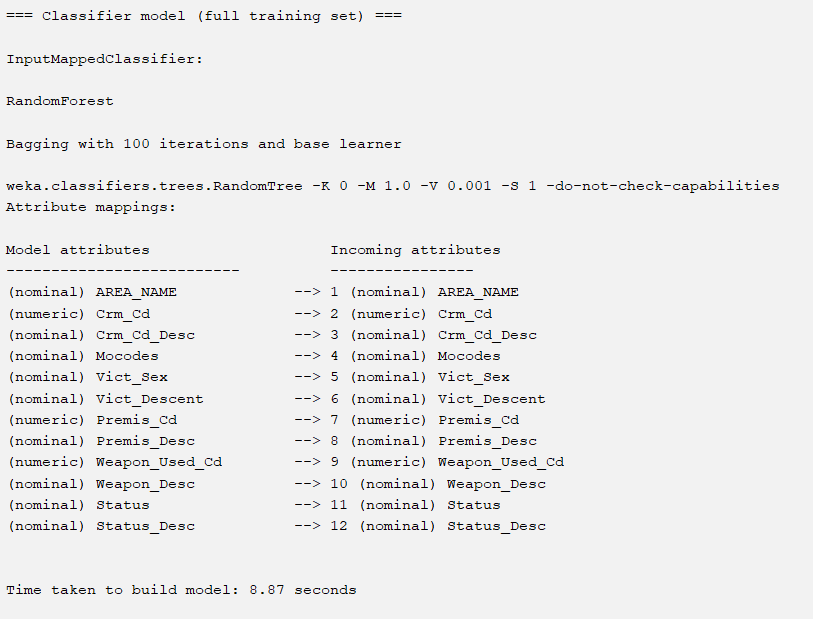 === Classifier model (full training set) ===
InputMappedClassifier:
RandomForest
Bagging with 100 iterations and base learner
weka.classifiers.trees.RandomTree -K 0 -M 1.0 -V 0.001 -S 1 -do-not-check-capabilities
Attribute mappings:
Model attributes                    Incoming attributes
--------------------------          ----------------
(nominal) AREA_NAME             --> 1 (nominal) AREA_NAME
(numeric) Crm_Cd                --> 2 (numeric) Crm_Cd
(nominal) Crm_Cd_Desc           --> 3 (nominal) Crm_Cd_Desc
(nominal) Mocodes               --> 4 (nominal) Mocodes
(nominal) Vict_Sex              --> 5 (nominal) Vict_Sex
(nominal) Vict_Descent          --> 6 (nominal) Vict_Descent
(numeric) Premis_Cd             --> 7 (numeric) Premis_Cd
(nominal) Premis_Desc           --> 8 (nominal) Premis_Desc
(numeric) Weapon_Used_Cd        --> 9 (numeric) Weapon_Used_Cd
(nominal) Weapon_Desc           --> 10 (nominal) Weapon_Desc
(nominal) Status                --> 11 (nominal) Status
(nominal) Status_Desc           --> 12 (nominal) Status_Desc
Time taken to build model: 8.87 seconds